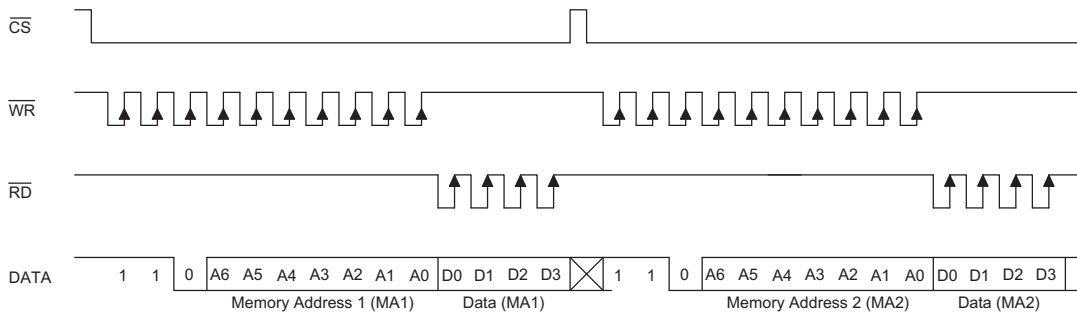 CS
WR
RD
DATA 1 1 0 A6 A5 A4 A3 A2 A1 A0 D0 D1 D2 D3 1 1 0 A6 A5 A4 A3 A2 A1 A0 D0 D1 D2 D3
Memory Address 1 (MA1) Data (MA1) Memory Address 2 (MA2) Data (MA2)